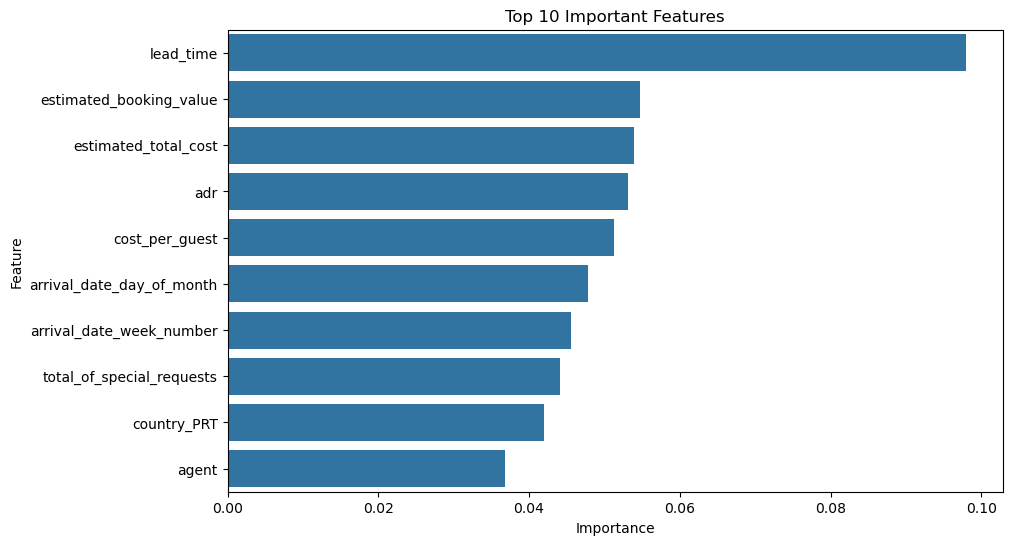 Top 10 Important Features
Feature
lead_time
estimated_booking_value
estimated_total_cost
adr
cost_per_guest
arrival_date_day_of_month
arrival_date_week_number
total_of_special_requests
country_PRT
agent
0.00 0.02 0.04 0.06 0.08 0.10
Importance